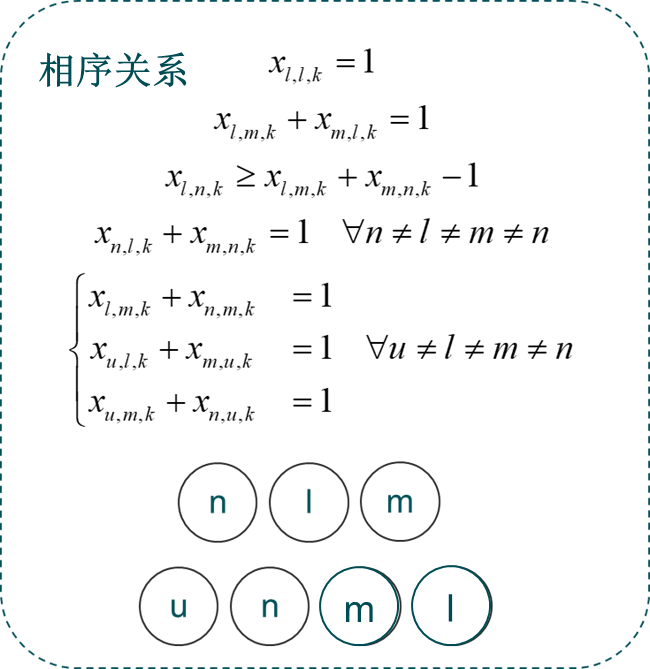 相序关系 x_{l,l,k} = 1
x_{l,m,k} + x_{m,l,k} = 1
x_{l,n,k} ≥ x_{l,m,k} + x_{m,n,k} − 1
x_{n,l,k} + x_{m,n,k} = 1 ∀n ≠ l ≠ m ≠ n
x_{l,m,k} + x_{n,m,k} = 1
x_{u,l,k} + x_{m,u,k} = 1 ∀u ≠ l ≠ m ≠ n
x_{u,m,k} + x_{n,u,k} = 1
n l m
u n m l